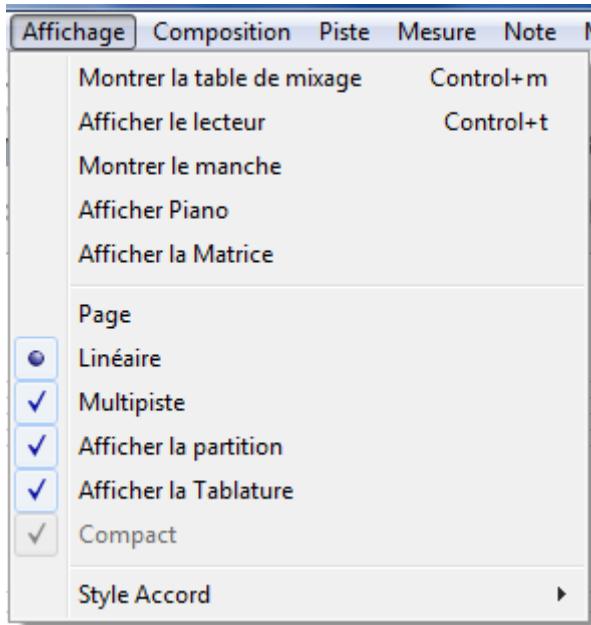 Affichage Composition Piste Mesure Note
Montrer la table de mixage Control+m
Afficher le lecteur Control+t
Montrer le manche
Afficher Piano
Afficher la Matrice
Page
Linéaire
Multipiste
Afficher la partition
Afficher la Tablature
Compact
Style Accord